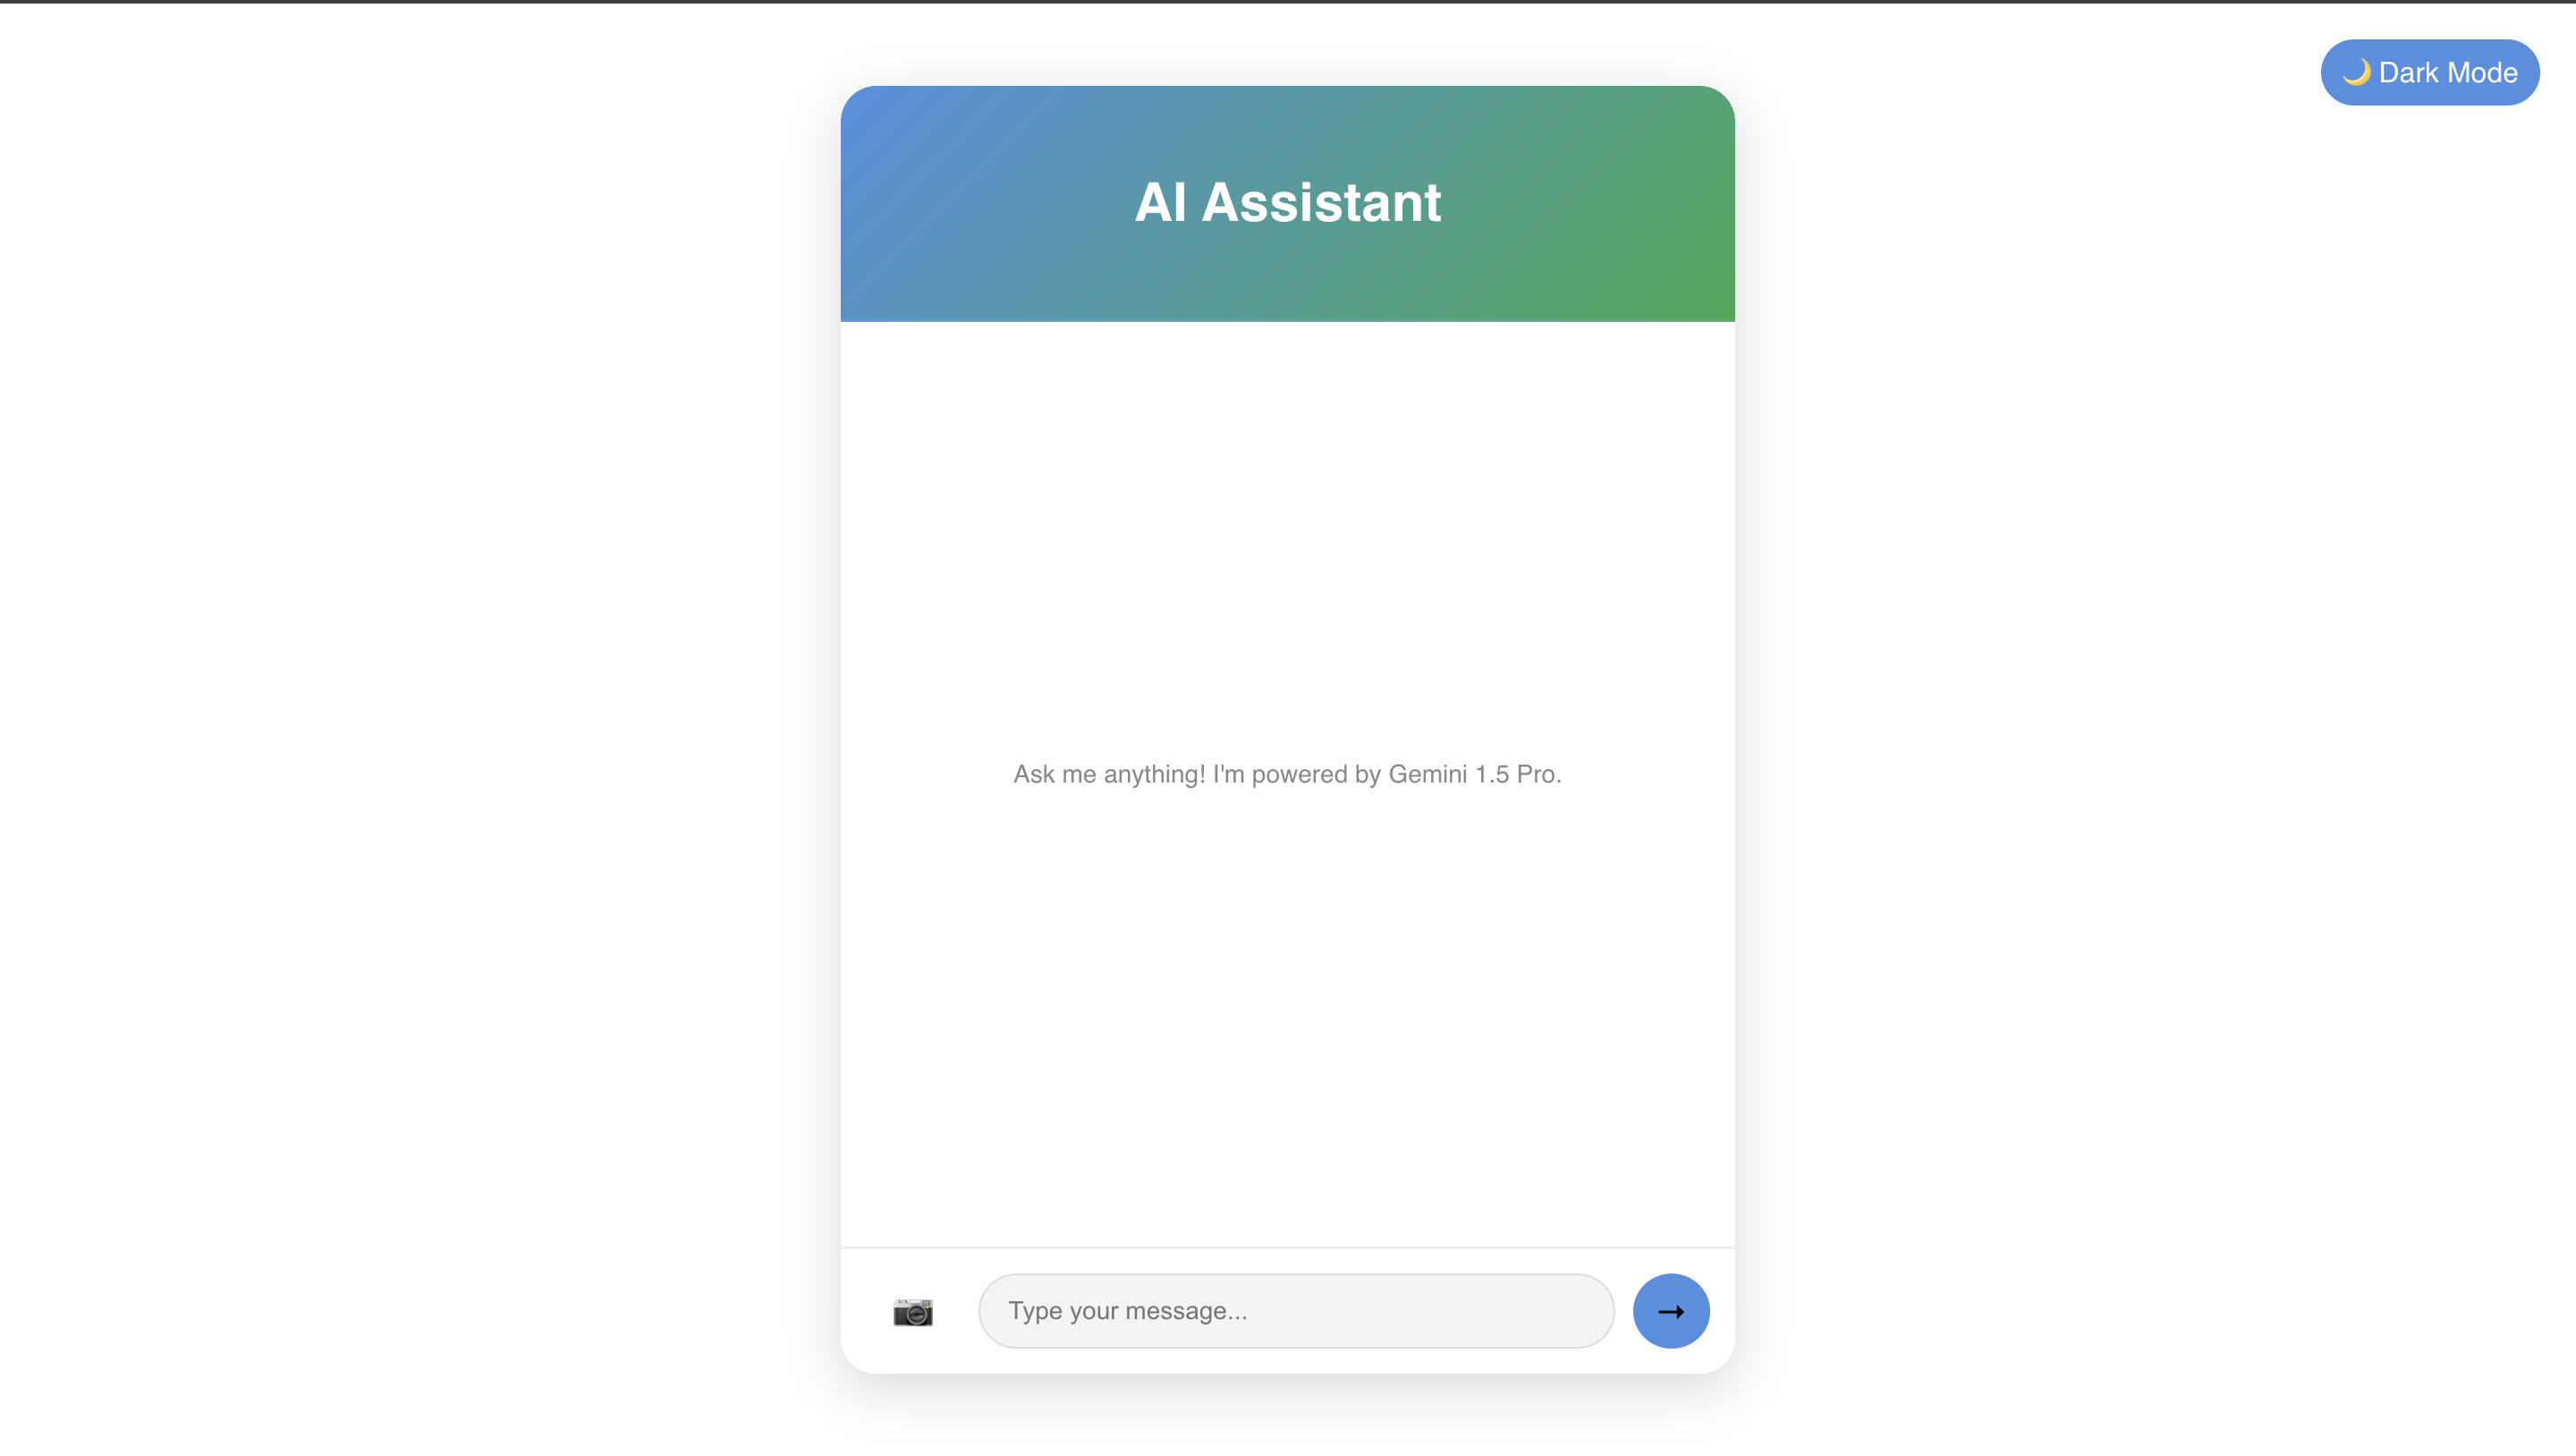 🌙 Dark Mode
AI Assistant
Ask me anything! I'm powered by Gemini 1.5 Pro.
Type your message...